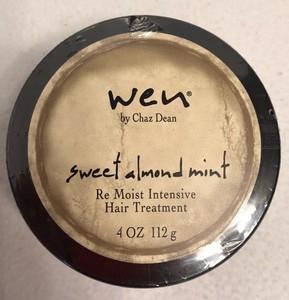 wen®
by Chaz Dean
sweet almond mint
Re Moist Intensive
Hair Treatment
4 OZ 112 g